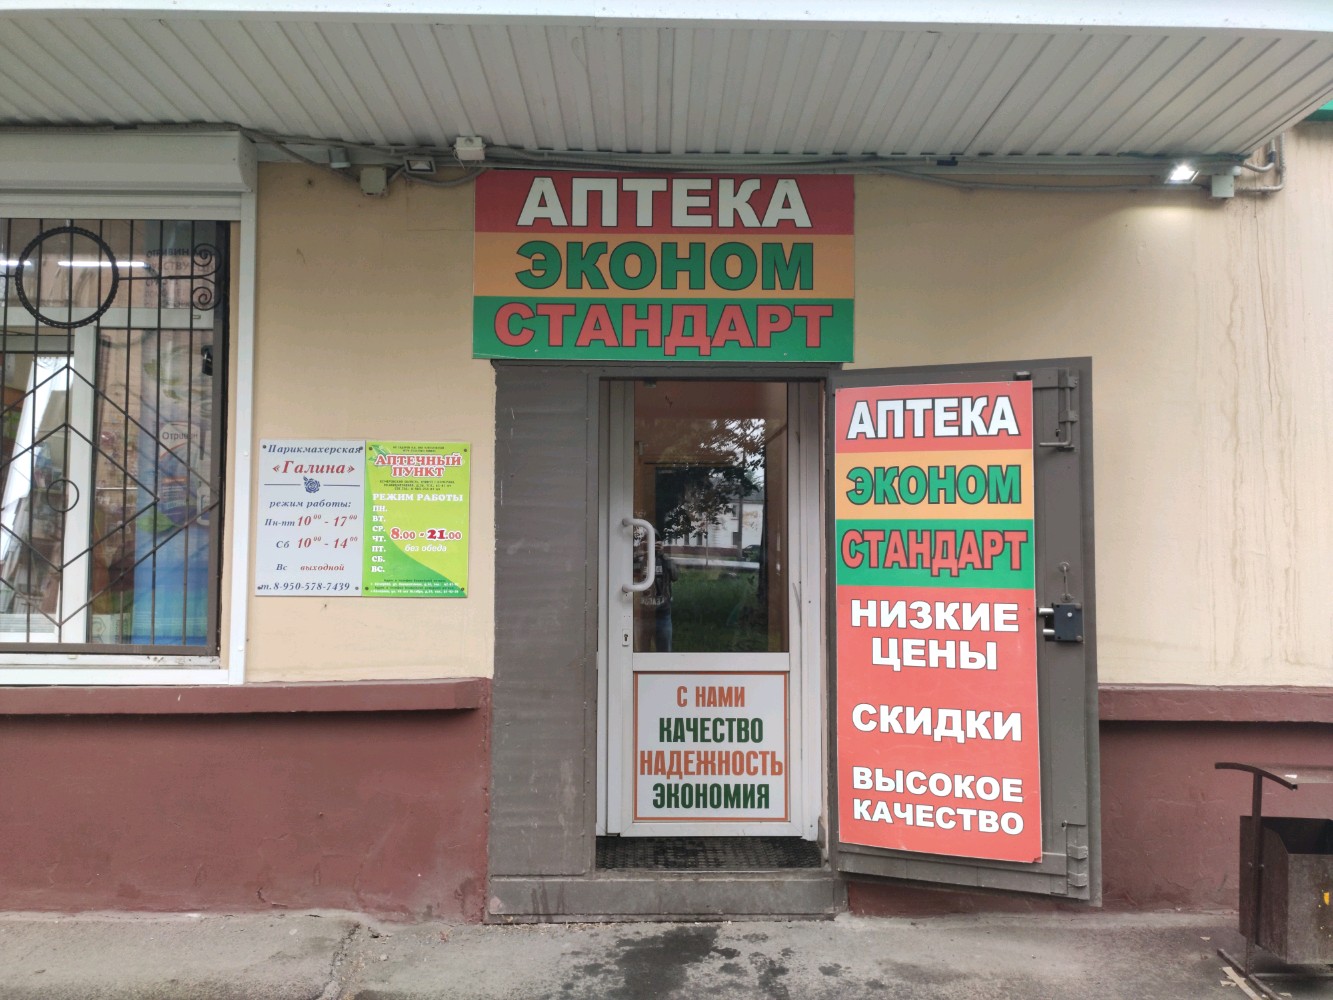 АПТЕКА
ЭКОНОМ
СТАНДАРТ
Парикмахерская
«Галина»
режим работы:
Пн-пт 10⁰⁰ - 17⁰⁰
Сб 10⁰⁰ - 14⁰⁰
Вс выходной
т. 8-950-578-7439
АПТЕЧНЫЙ
ПУНКТ
РЕЖИМ РАБОТЫ
ПН.
ВТ.
СР.
ЧТ.
ПТ.
СБ.
ВС.
8.00 - 21.00
без обеда
С НАМИ
КАЧЕСТВО
НАДЕЖНОСТЬ
ЭКОНОМИЯ
АПТЕКА
ЭКОНОМ
СТАНДАРТ
НИЗКИЕ
ЦЕНЫ
СКИДКИ
ВЫСОКОЕ
КАЧЕСТВО